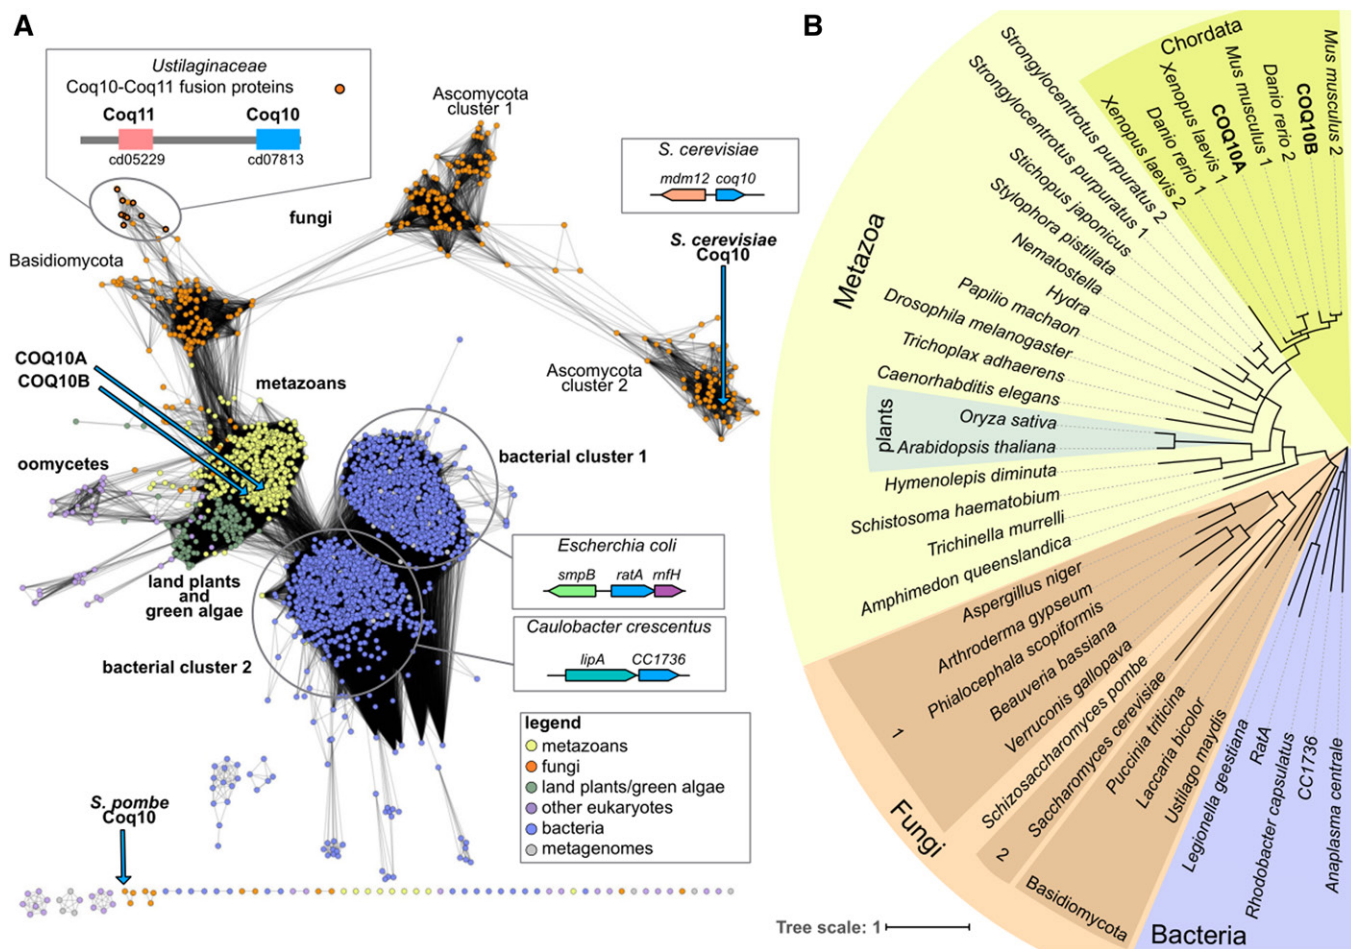 A
Ustilaginaceae
Coq10-Coq11 fusion proteins
Coq11
Coq10
cd05229
cd07813
Ascomycota
cluster 1
S. cerevisiae
mdm12
coq10
fungi
S. cerevisiae
Coq10
Basidiomycota
COQ10A
COQ10B
metazoans
Ascomycota
cluster 2
oomycetes
bacterial cluster 1
Escherchia coli
smpB
ratA
rnfH
land plants
and
green algae
Caulobacter crescentus
lipA
CC1736
bacterial cluster 2
legend
metazoans
fungi
land plants/green algae
other eukaryotes
bacteria
metagenomes
S. pombe
Coq10
B
Metazoa
Chordata
Mus musculus 2
COQ10B
Danio rerio 2
Mus musculus 1
COQ10A
Xenopus laevis 1
Danio rerio 1
Xenopus laevis 2
Strongylocentrotus purpuratus 2
Strongylocentrotus purpuratus 1
Stichopus japonicus
Stylophora pistillata
Nematostella
Hydra
Papilio machaon
Drosophila melanogaster
Trichoplax adhaerens
Caenorhabditis elegans
plants
Oryza sativa
Arabidopsis thaliana
Hymenolepis diminuta
Schistosoma haematobium
Trichinella murrelli
Amphimedon queenslandica
Fungi
1
Aspergillus niger
Arthroderma gypseum
Phialocephala scopiformis
Beauveria bassiana
Verruconis gallopava
Schizosaccharomyces pombe
2
Saccharomyces cerevisiae
Basidiomycota
Puccinia triticina
Laccaria bicolor
Ustilago maydis
Bacteria
Legionella geestiana
RatA
Rhodobacter capsulatus
CC1736
Anaplasma centrale
Tree scale: 1